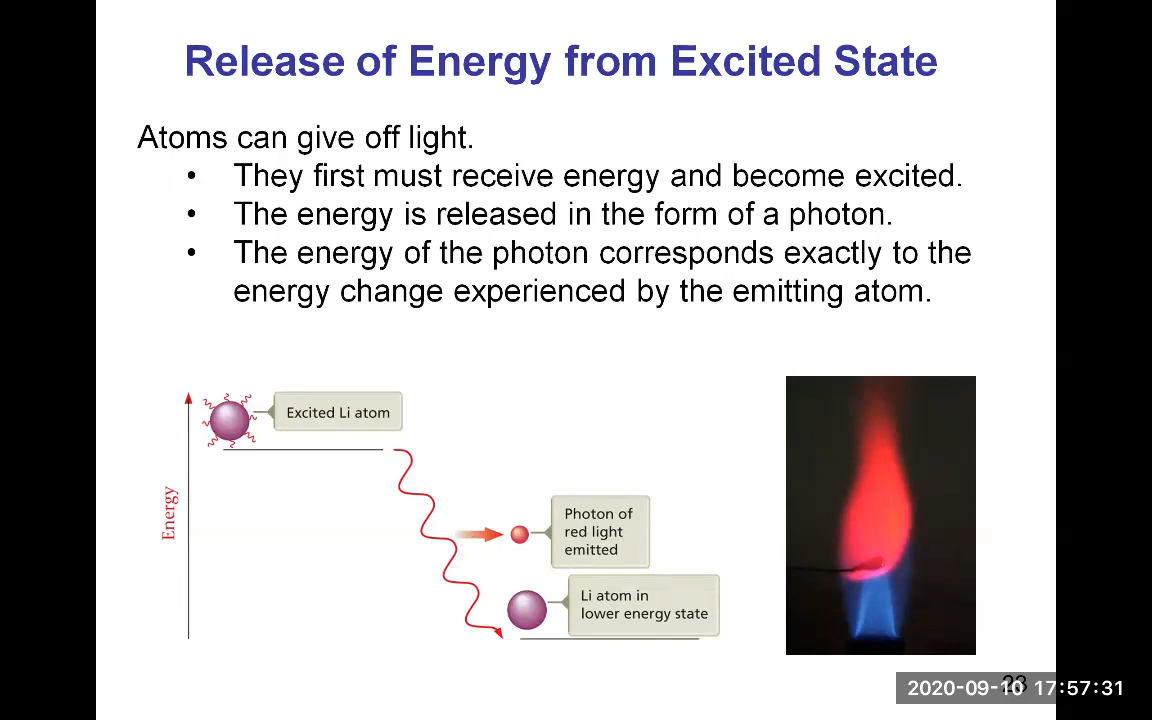 Release of Energy from Excited State
Atoms can give off light.
• They first must receive energy and become excited.
• The energy is released in the form of a photon.
• The energy of the photon corresponds exactly to the
energy change experienced by the emitting atom.
Energy
Excited Li atom
Photon of
red light
emitted
Li atom in
lower energy state
23
2020-09-10 17:57:31